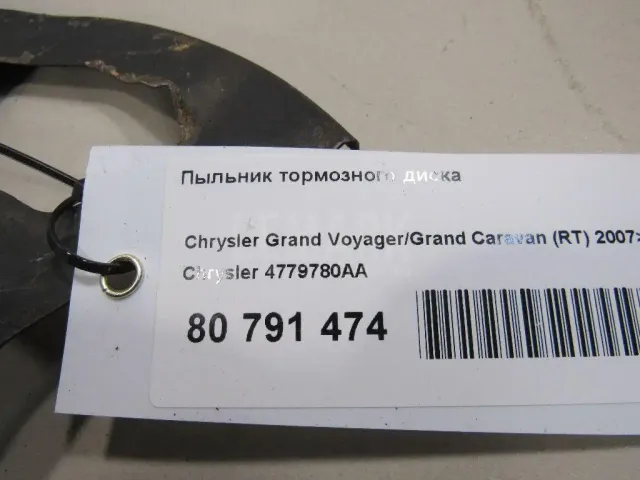 Пыльник тормозного диска
Chrysler Grand Voyager/Grand Caravan (RT) 2007>
Chrysler 4779780AA
80 791 474